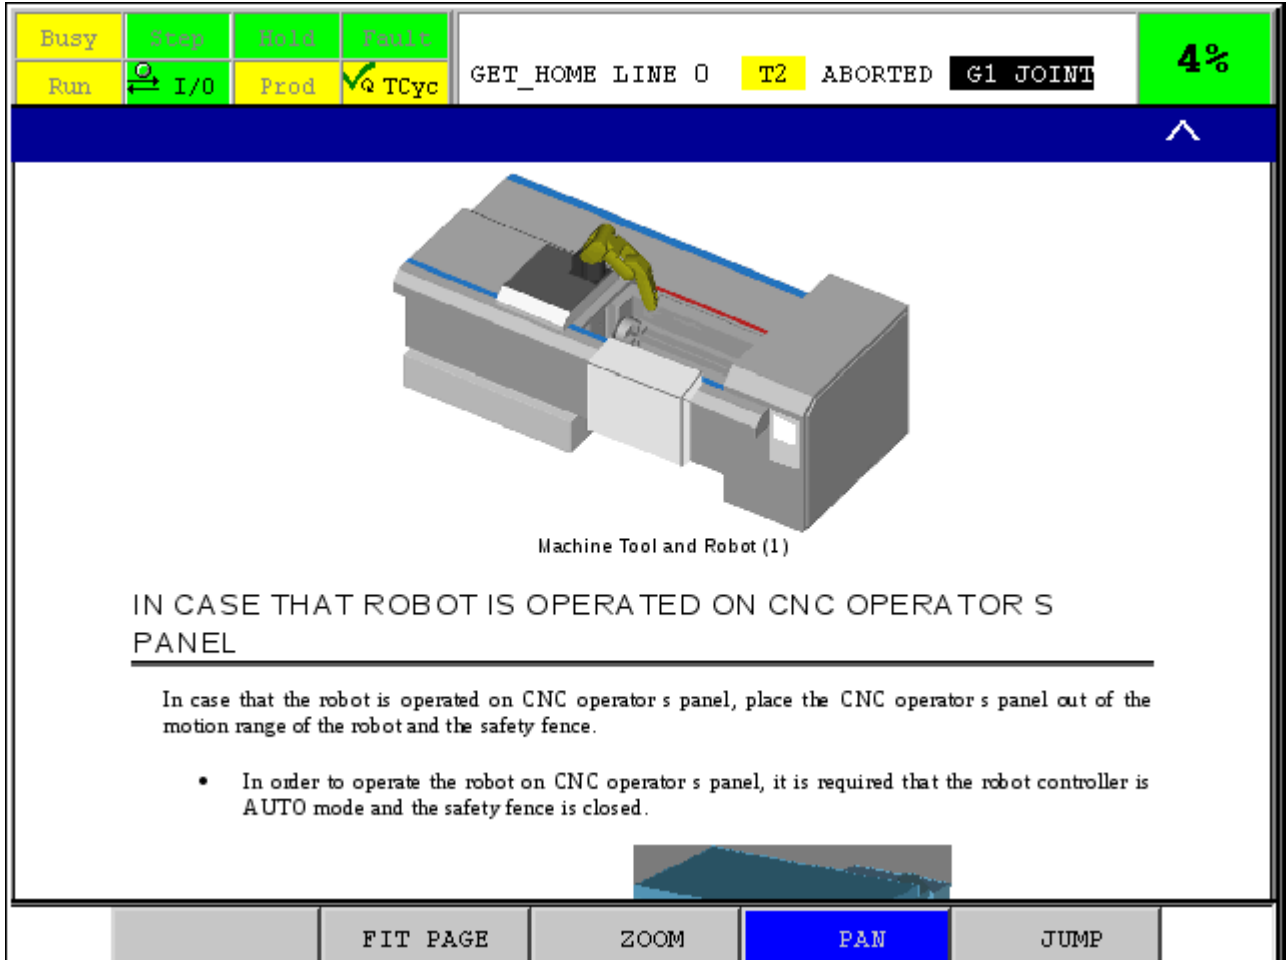 Busy Step Hold Fault
Run I/O Prod TCyc
GET_HOME LINE 0 T2 ABORTED G1 JOINT
4%
Machine Tool and Robot (1)
IN CASE THAT ROBOT IS OPERATED ON CNC OPERATOR S
PANEL
In case that the robot is operated on CNC operator s panel, place the CNC operator s panel out of the
motion range of the robot and the safety fence.
• In order to operate the robot on CNC operator s panel, it is required that the robot controller is
AUTO mode and the safety fence is closed.
FIT PAGE ZOOM PAN JUMP